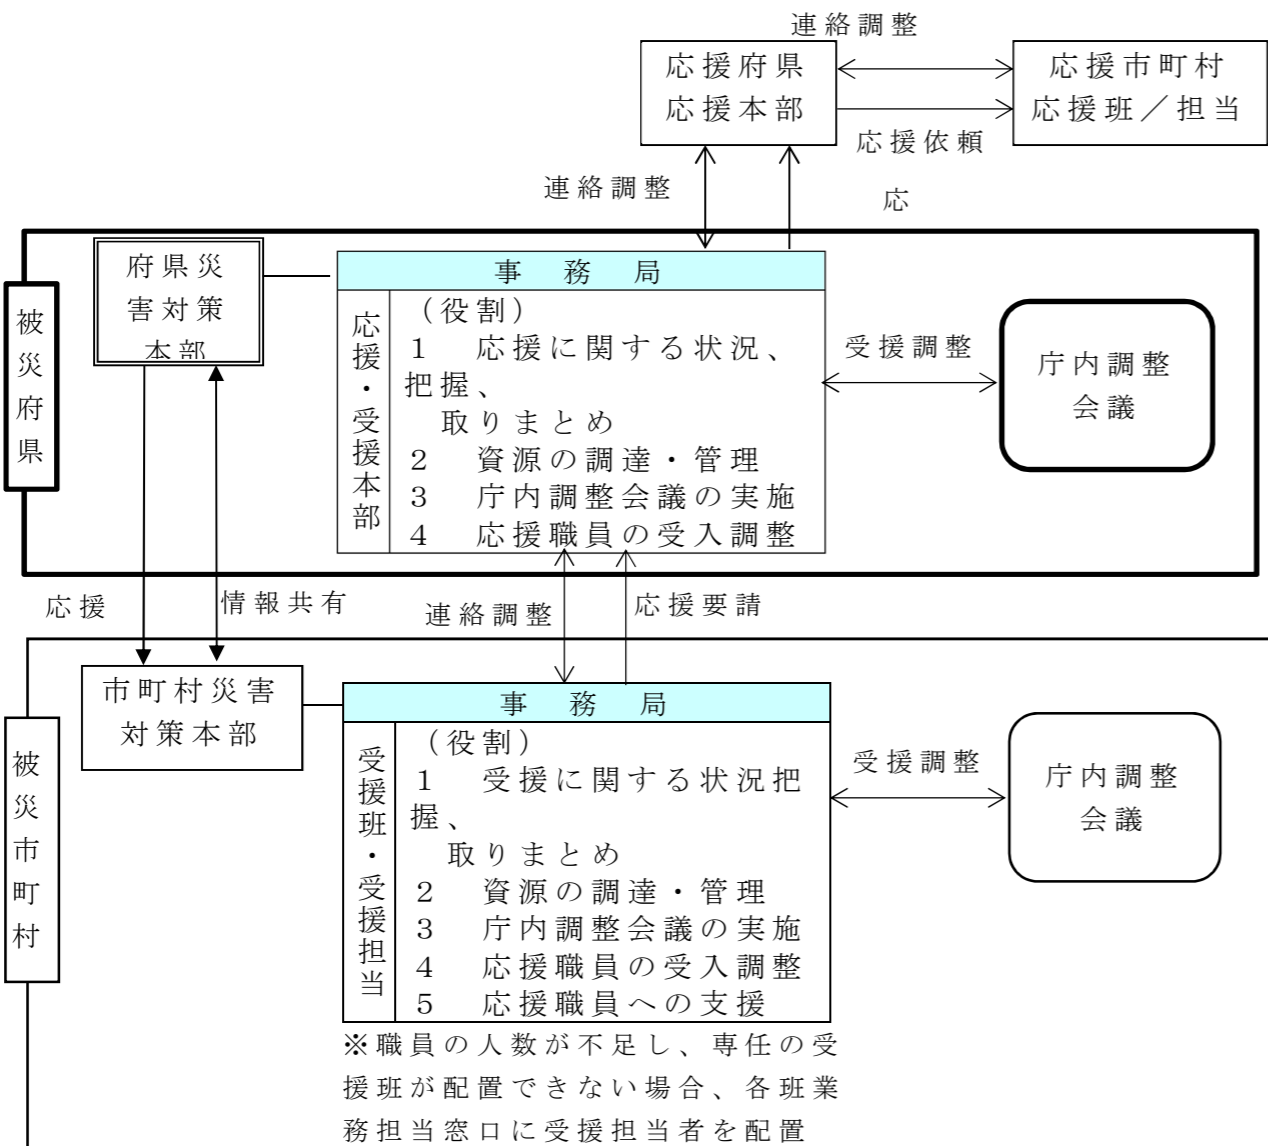 連絡調整
応援府県
応援本部
応援市町村
応援班／担当
応援依頼
連絡調整
応
被災府県
府県災
害対策
本部
事　務　局
応援・受援本部
（役割）
１　応援に関する状況、
把握、
取りまとめ
２　資源の調達・管理
３　庁内調整会議の実施
４　応援職員の受入調整
受援調整
庁内調整
会議
応援
情報共有
連絡調整
応援要請
被災市町村
市町村災害
対策本部
事　務　局
受援班・受援担当
（役割）
１　受援に関する状況把
握、
取りまとめ
２　資源の調達・管理
３　庁内調整会議の実施
４　応援職員の受入調整
５　応援職員への支援
受援調整
庁内調整
会議
※職員の人数が不足し、専任の受
援班が配置できない場合、各班業
務担当窓口に受援担当者を配置